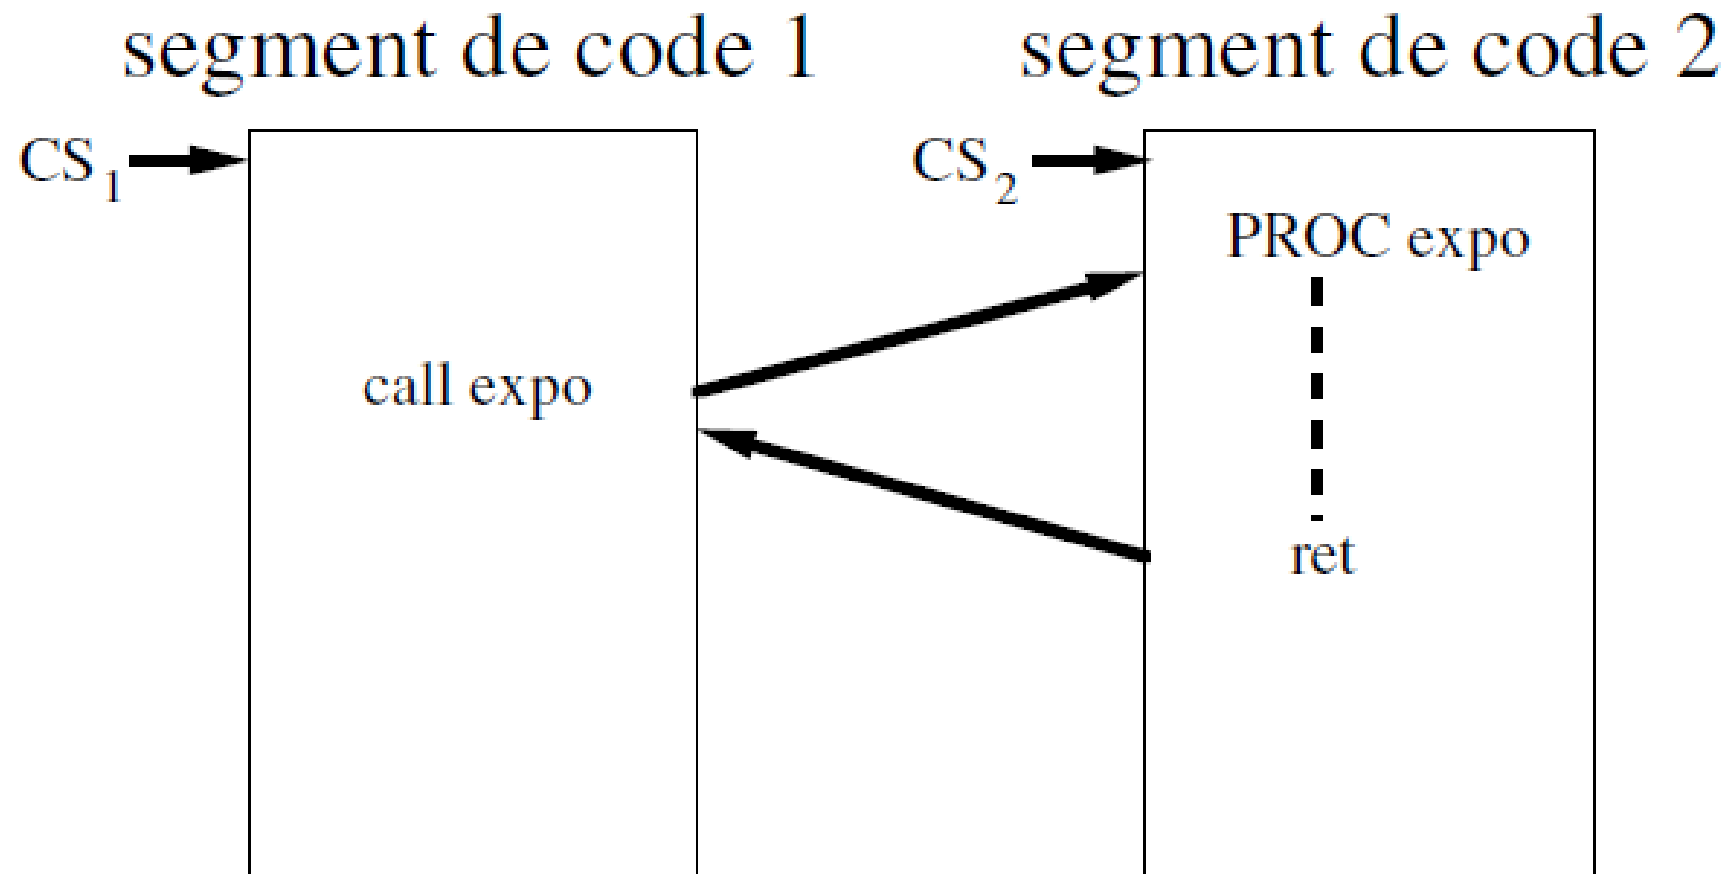 segment de code 1
segment de code 2
CS1
CS2
PROC expo
call expo
ret